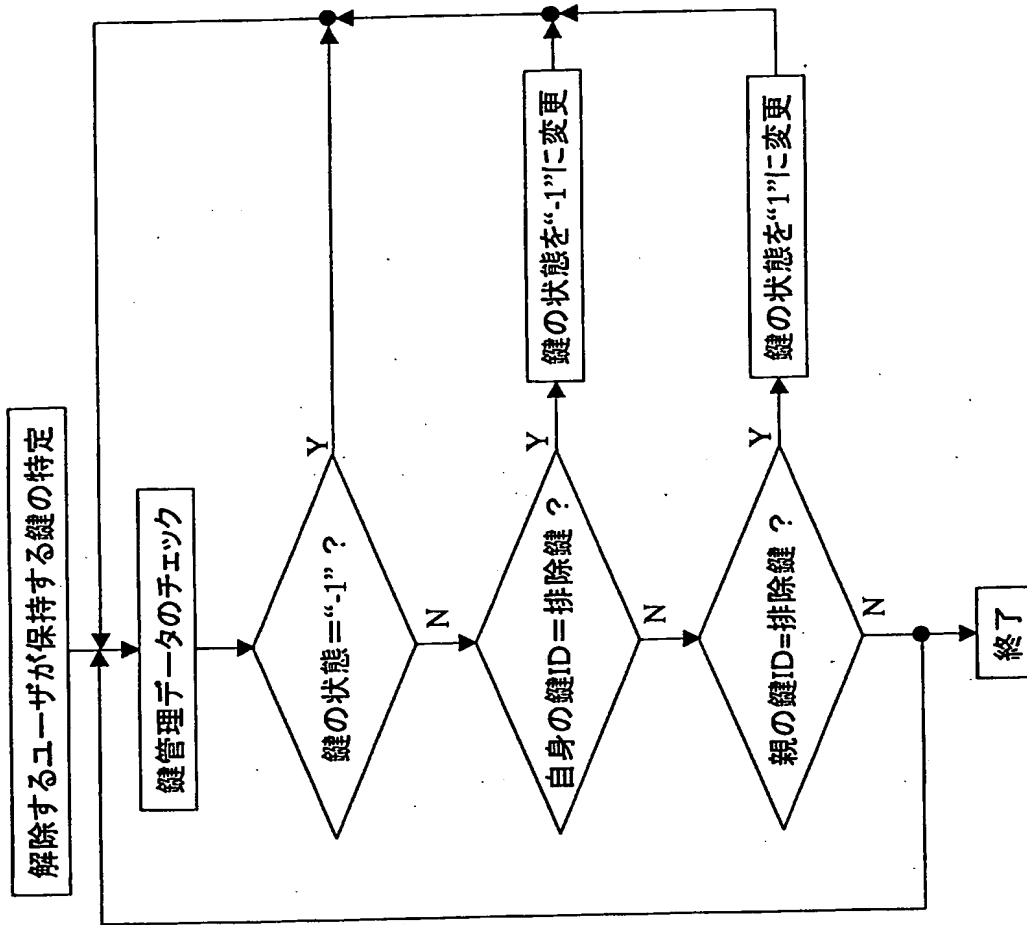 解除するユーザが保持する鍵の特定
鍵管理データのチェック
鍵の状態=“-1” ?
Y
N
自身の鍵ID=排除鍵 ?
Y
鍵の状態を“-1”に変更
N
親の鍵ID=排除鍵 ?
Y
鍵の状態を“1”に変更
N
終了